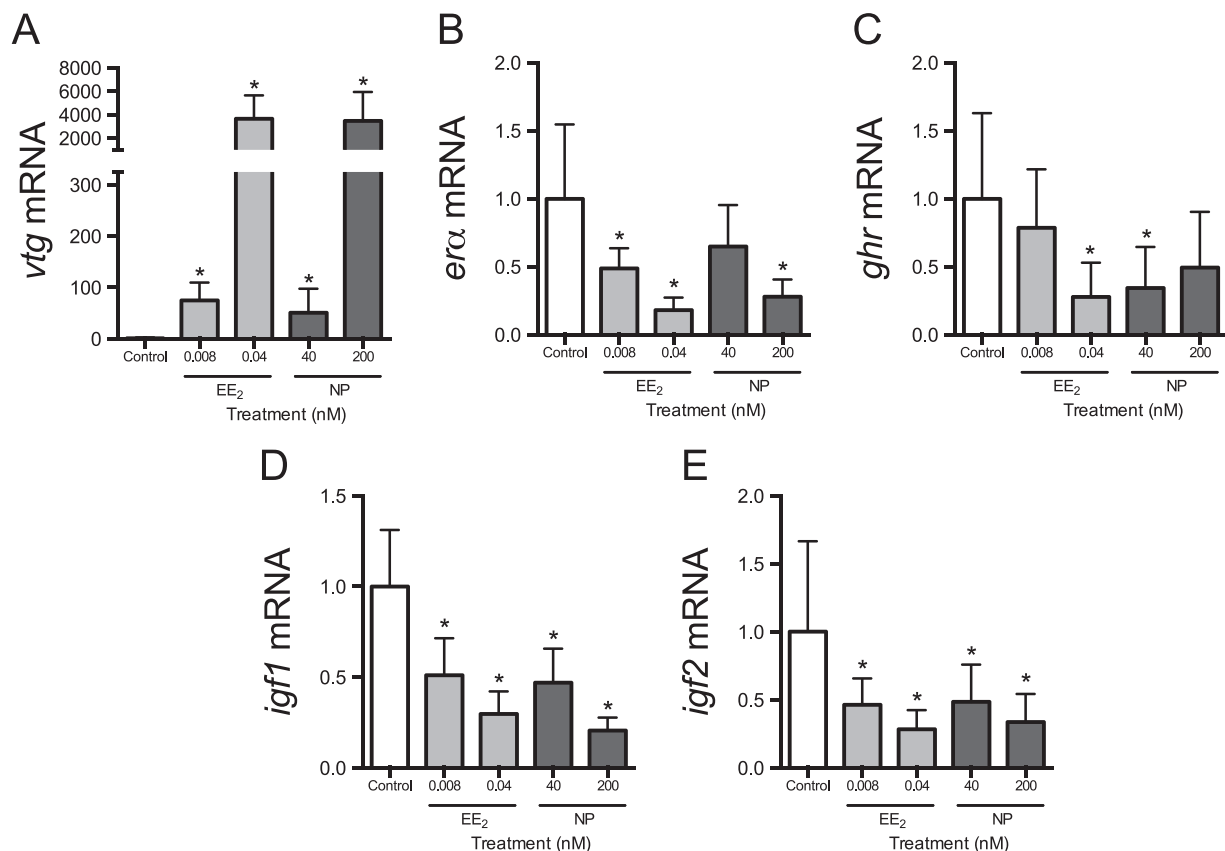 A
vtg mRNA
8000
6000
4000
2000
300
200
100
0
*
*
*
*
Control
0.008
0.04
40
200
EE₂
NP
Treatment (nM)
B
erα mRNA
2.0
1.5
1.0
0.5
0.0
*
*
*
Control
0.008
0.04
40
200
EE₂
NP
Treatment (nM)
C
ghr mRNA
2.0
1.5
1.0
0.5
0.0
*
*
Control
0.008
0.04
40
200
EE₂
NP
Treatment (nM)
D
igf1 mRNA
1.5
1.0
0.5
0.0
*
*
*
*
Control
0.008
0.04
40
200
EE₂
NP
Treatment (nM)
E
igf2 mRNA
2.0
1.5
1.0
0.5
0.0
*
*
*
*
Control
0.008
0.04
40
200
EE₂
NP
Treatment (nM)